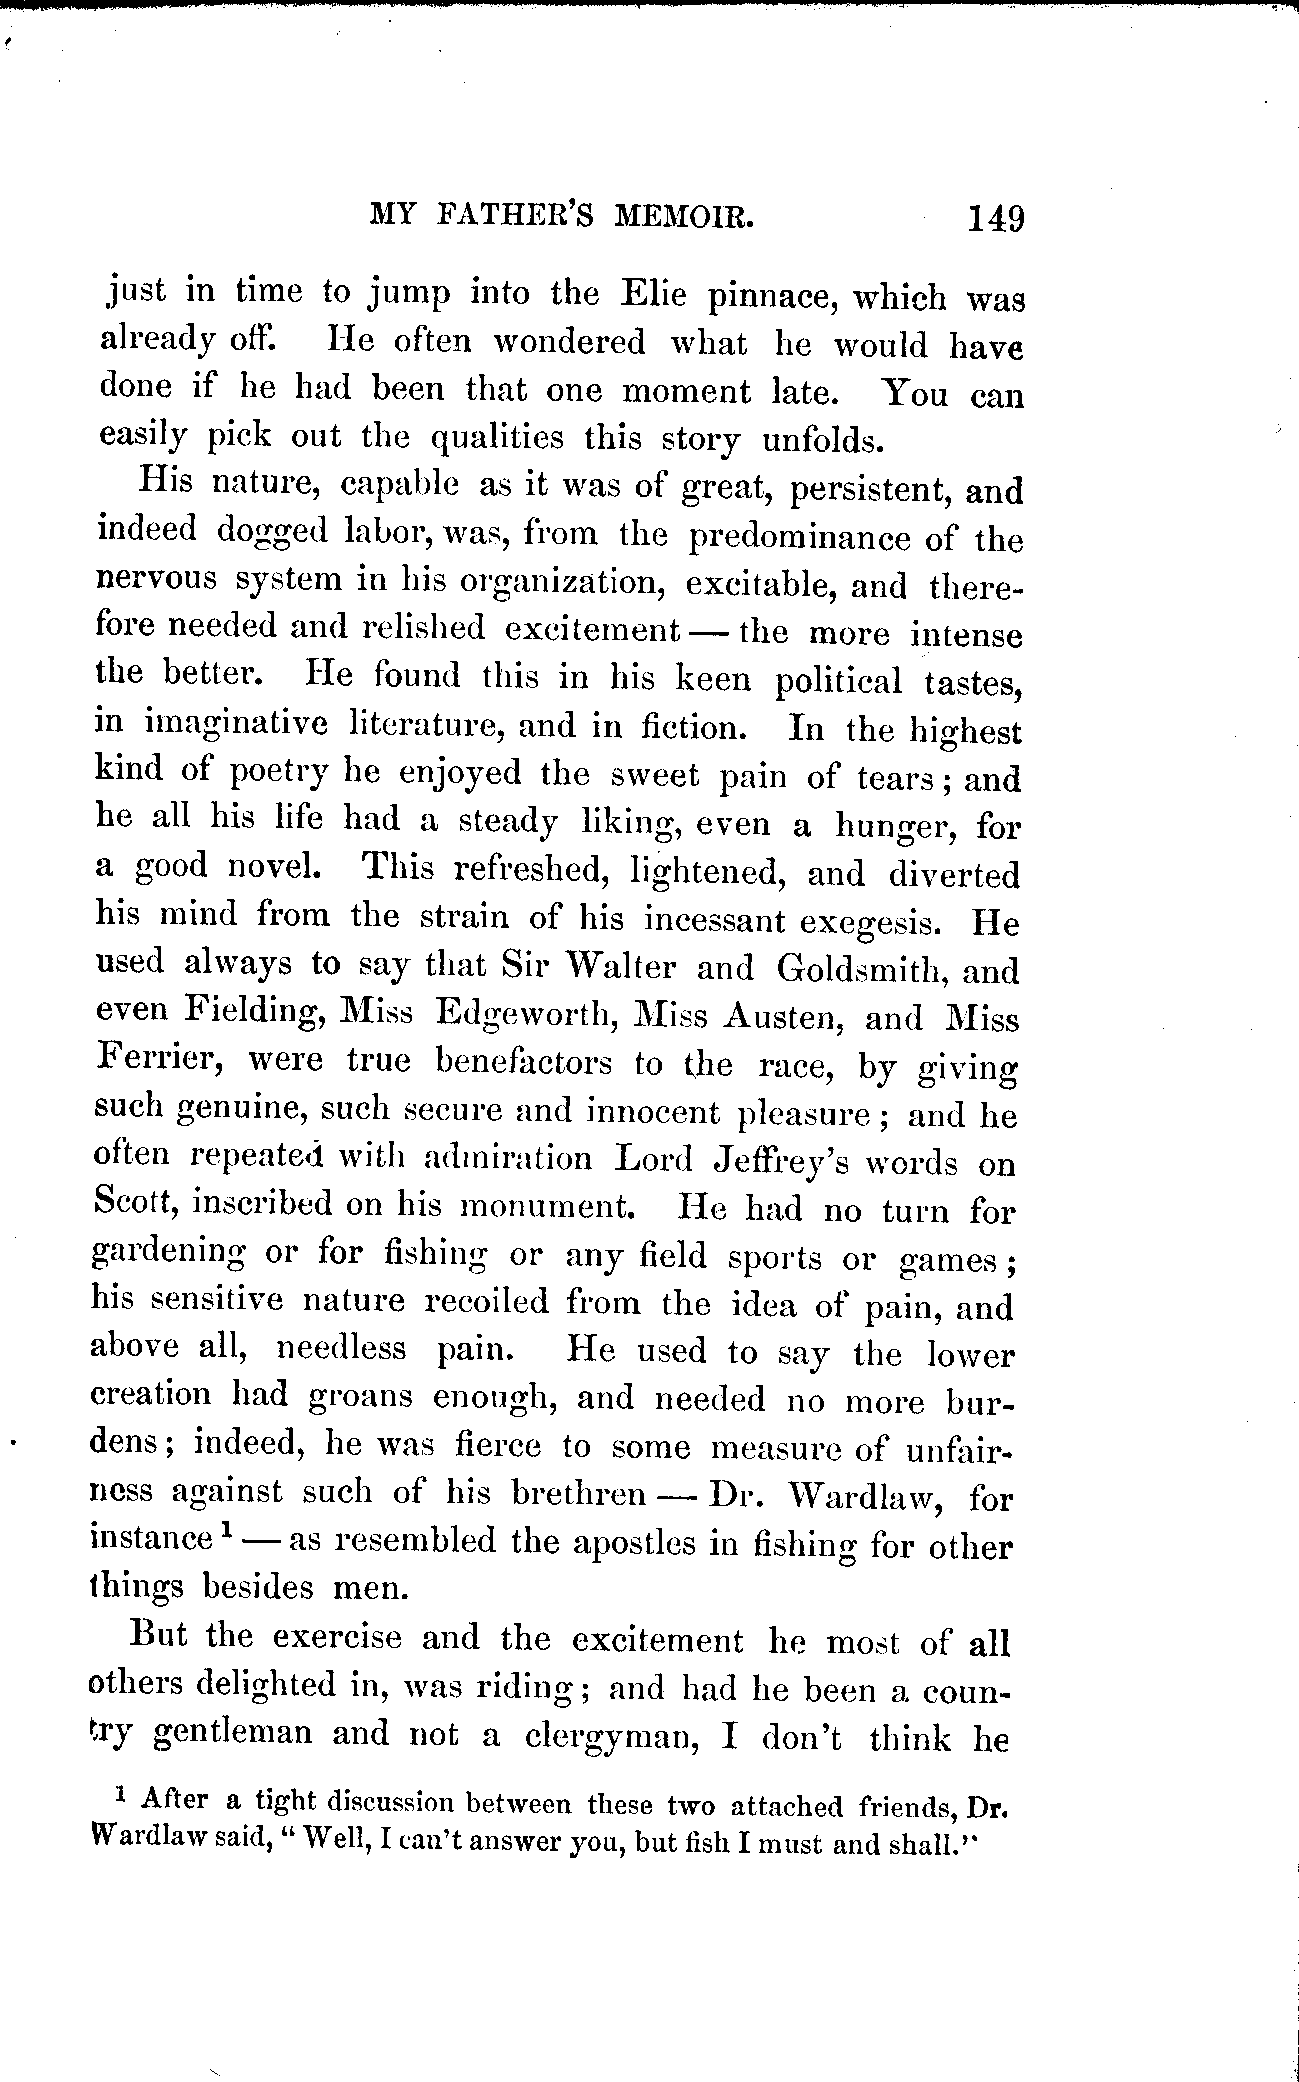 MY FATHER'S MEMOIR. 149
just in time to jump into the Elie pinnace, which was
already off. He often wondered what he would have
done if he had been that one moment late. You can
easily pick out the qualities this story unfolds.
His nature, capable as it was of great, persistent, and
indeed dogged labor, was, from the predominance of the
nervous system in his organization, excitable, and there-
fore needed and relished excitement — the more intense
the better. He found this in his keen political tastes,
in imaginative literature, and in fiction. In the highest
kind of poetry he enjoyed the sweet pain of tears; and
he all his life had a steady liking, even a hunger, for
a good novel. This refreshed, lightened, and diverted
his mind from the strain of his incessant exegesis. He
used always to say that Sir Walter and Goldsmith, and
even Fielding, Miss Edgeworth, Miss Austen, and Miss
Ferrier, were true benefactors to the race, by giving
such genuine, such secure and innocent pleasure; and he
often repeated with admiration Lord Jeffrey's words on
Scott, inscribed on his monument. He had no turn for
gardening or for fishing or any field sports or games;
his sensitive nature recoiled from the idea of pain, and
above all, needless pain. He used to say the lower
creation had groans enough, and needed no more bur-
dens; indeed, he was fierce to some measure of unfair-
ness against such of his brethren — Dr. Wardlaw, for
instance ¹ — as resembled the apostles in fishing for other
things besides men.
But the exercise and the excitement he most of all
others delighted in, was riding; and had he been a coun-
try gentleman and not a clergyman, I don't think he
¹ After a tight discussion between these two attached friends, Dr.
Wardlaw said, "Well, I can't answer you, but fish I must and shall."